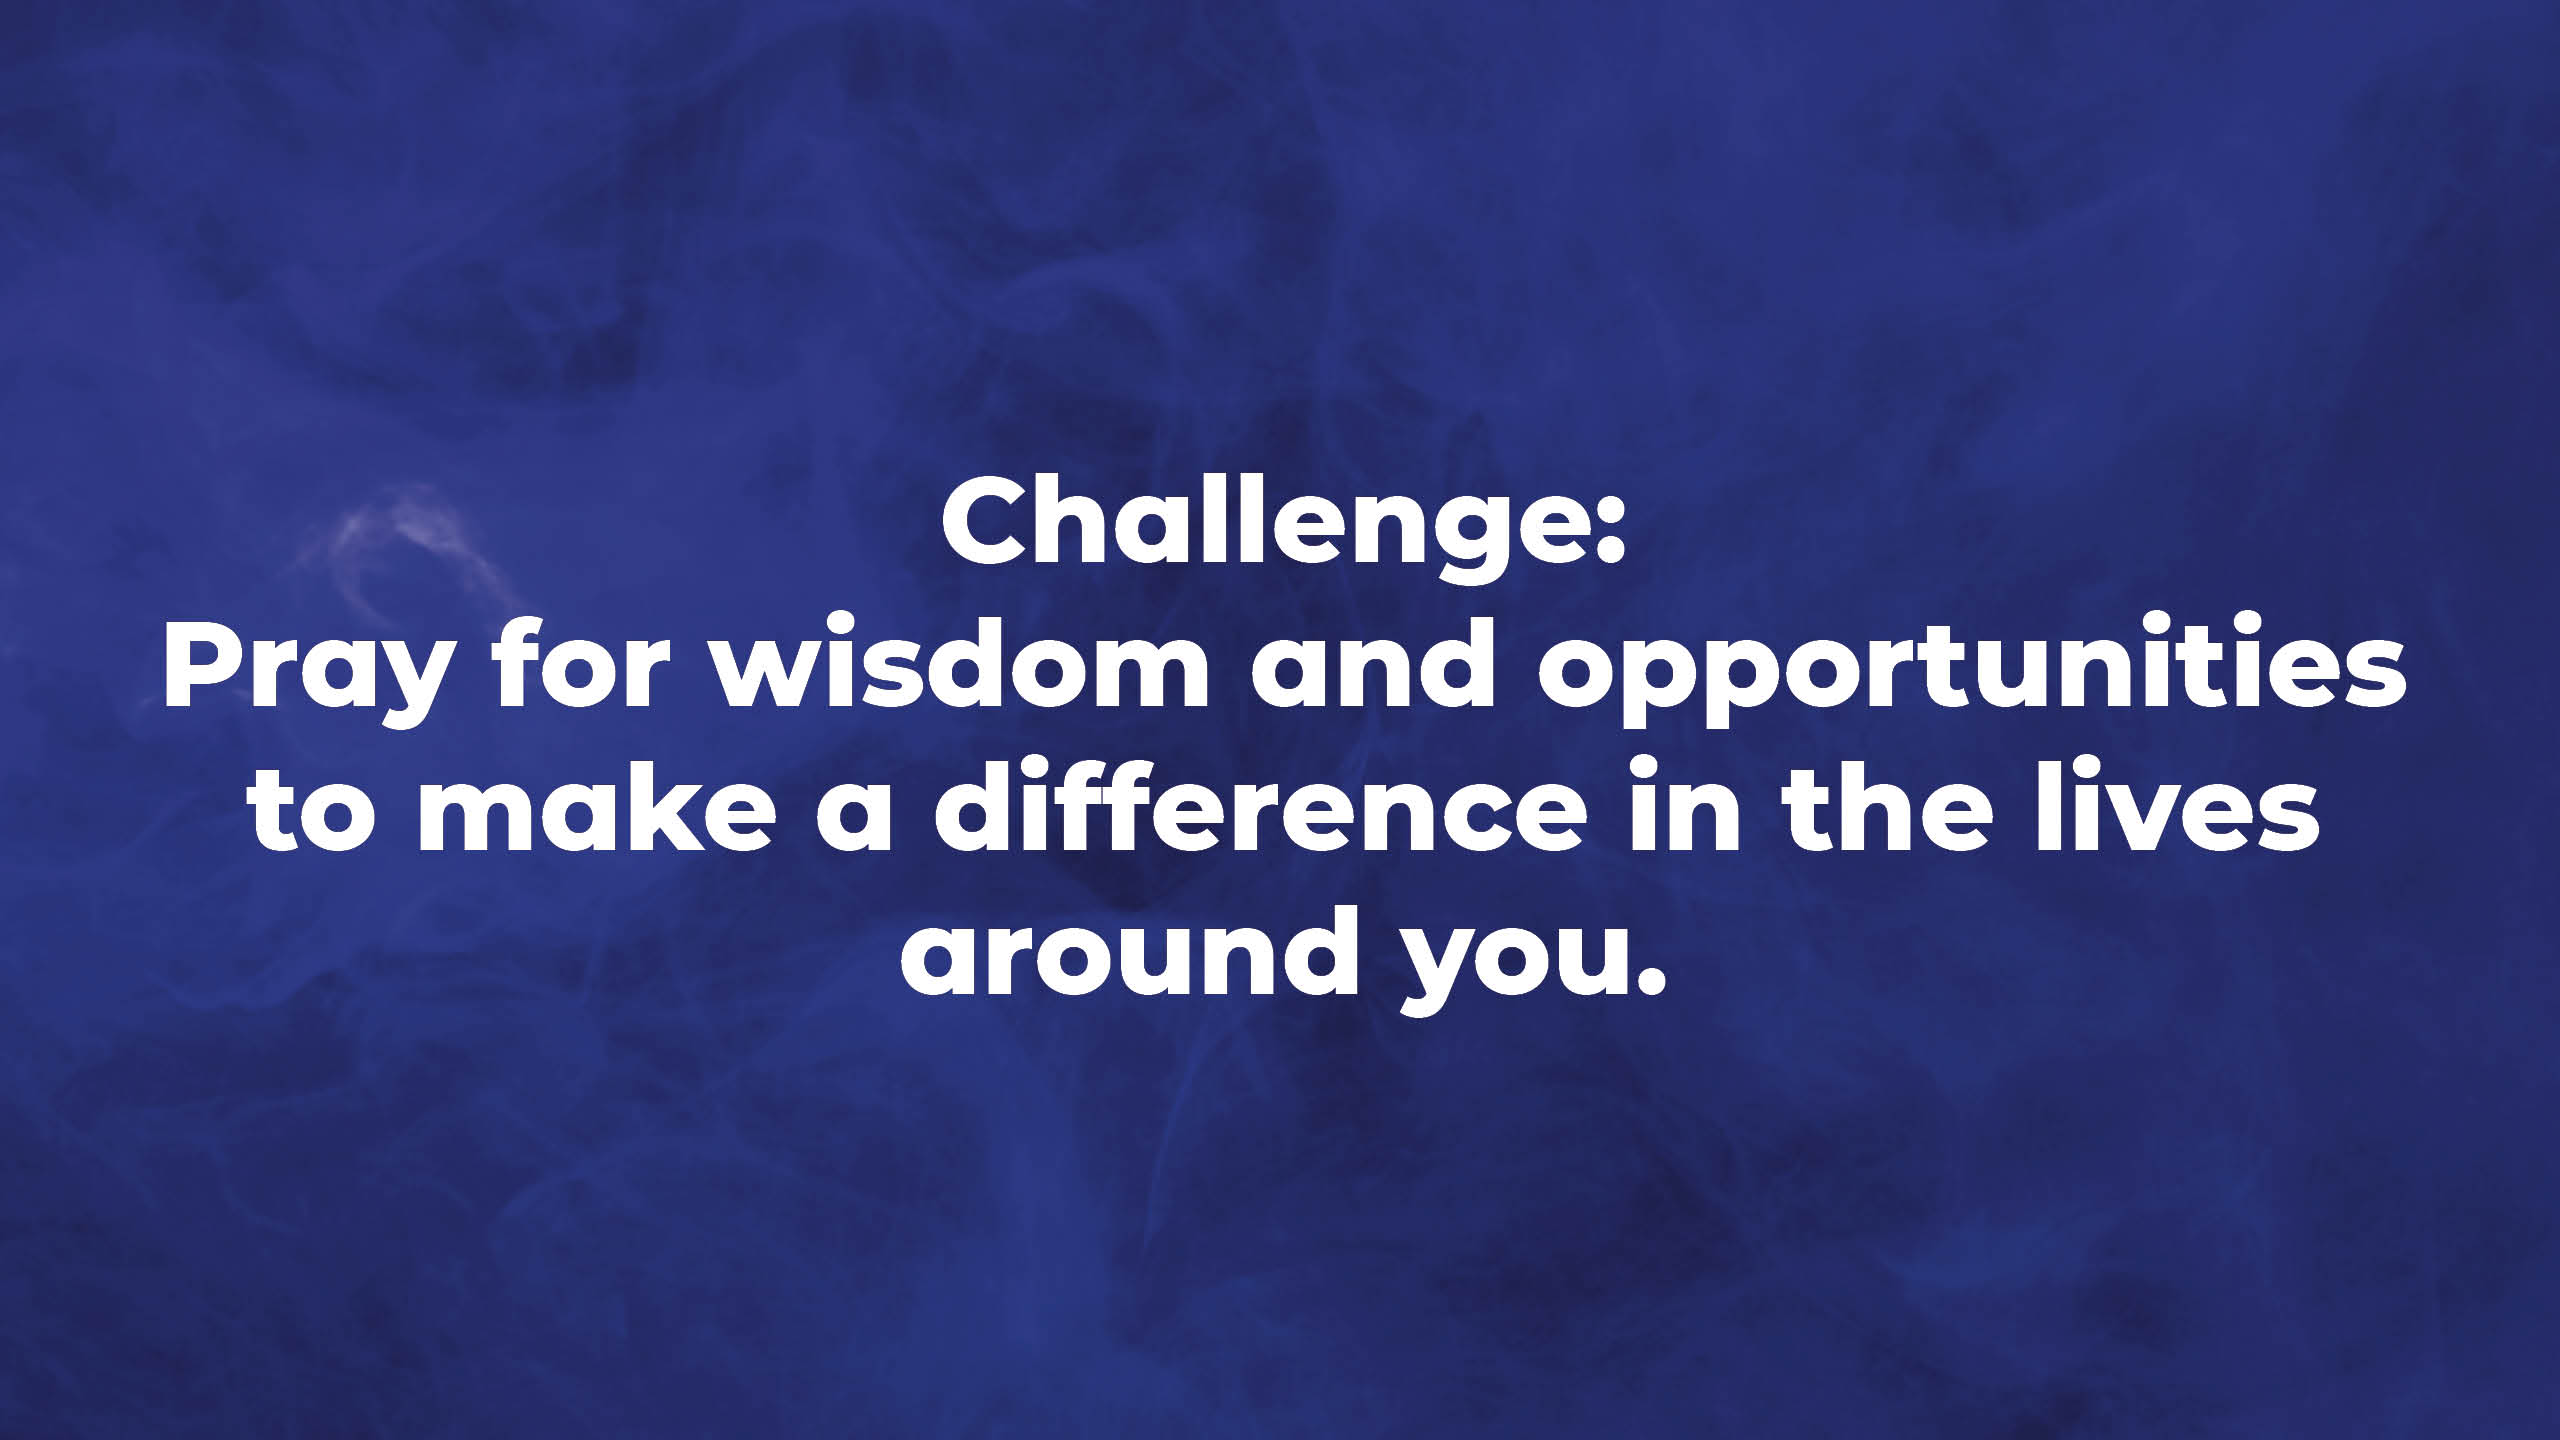 Challenge:
Pray for wisdom and opportunities
to make a difference in the lives
around you.